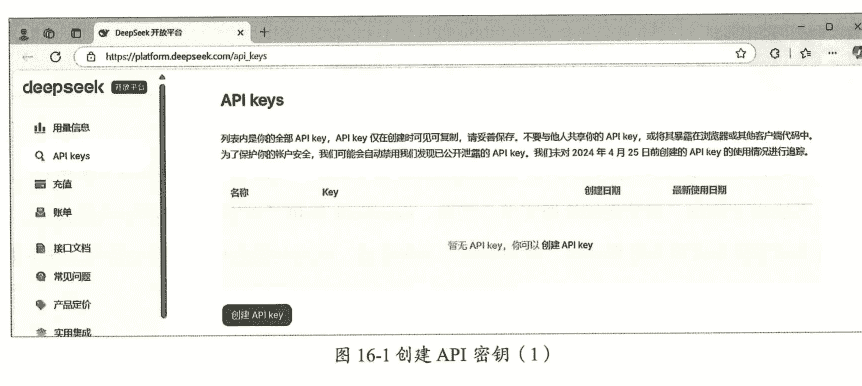 DeepSeek 开放平台
https://platform.deepseek.com/api_keys
deepseek 开放平台
用量信息
API keys
充值
账单
接口文档
常见问题
产品定价
实用集成
API keys
列表内是你的全部 API key，API key 仅在创建时可见可复制，请妥善保存。不要与他人共享你的 API key，或将其暴露在浏览器或其他客户端代码中。
为了保护你的帐户安全，我们可能会自动禁用我们发现已公开泄露的 API key。我们未对 2024 年 4 月 25 日前创建的 API key 的使用情况进行追踪。
名称 Key 创建日期 最新使用日期
暂无 API key，你可以 创建 API key
创建 API key
图 16-1 创建 API 密钥（1）